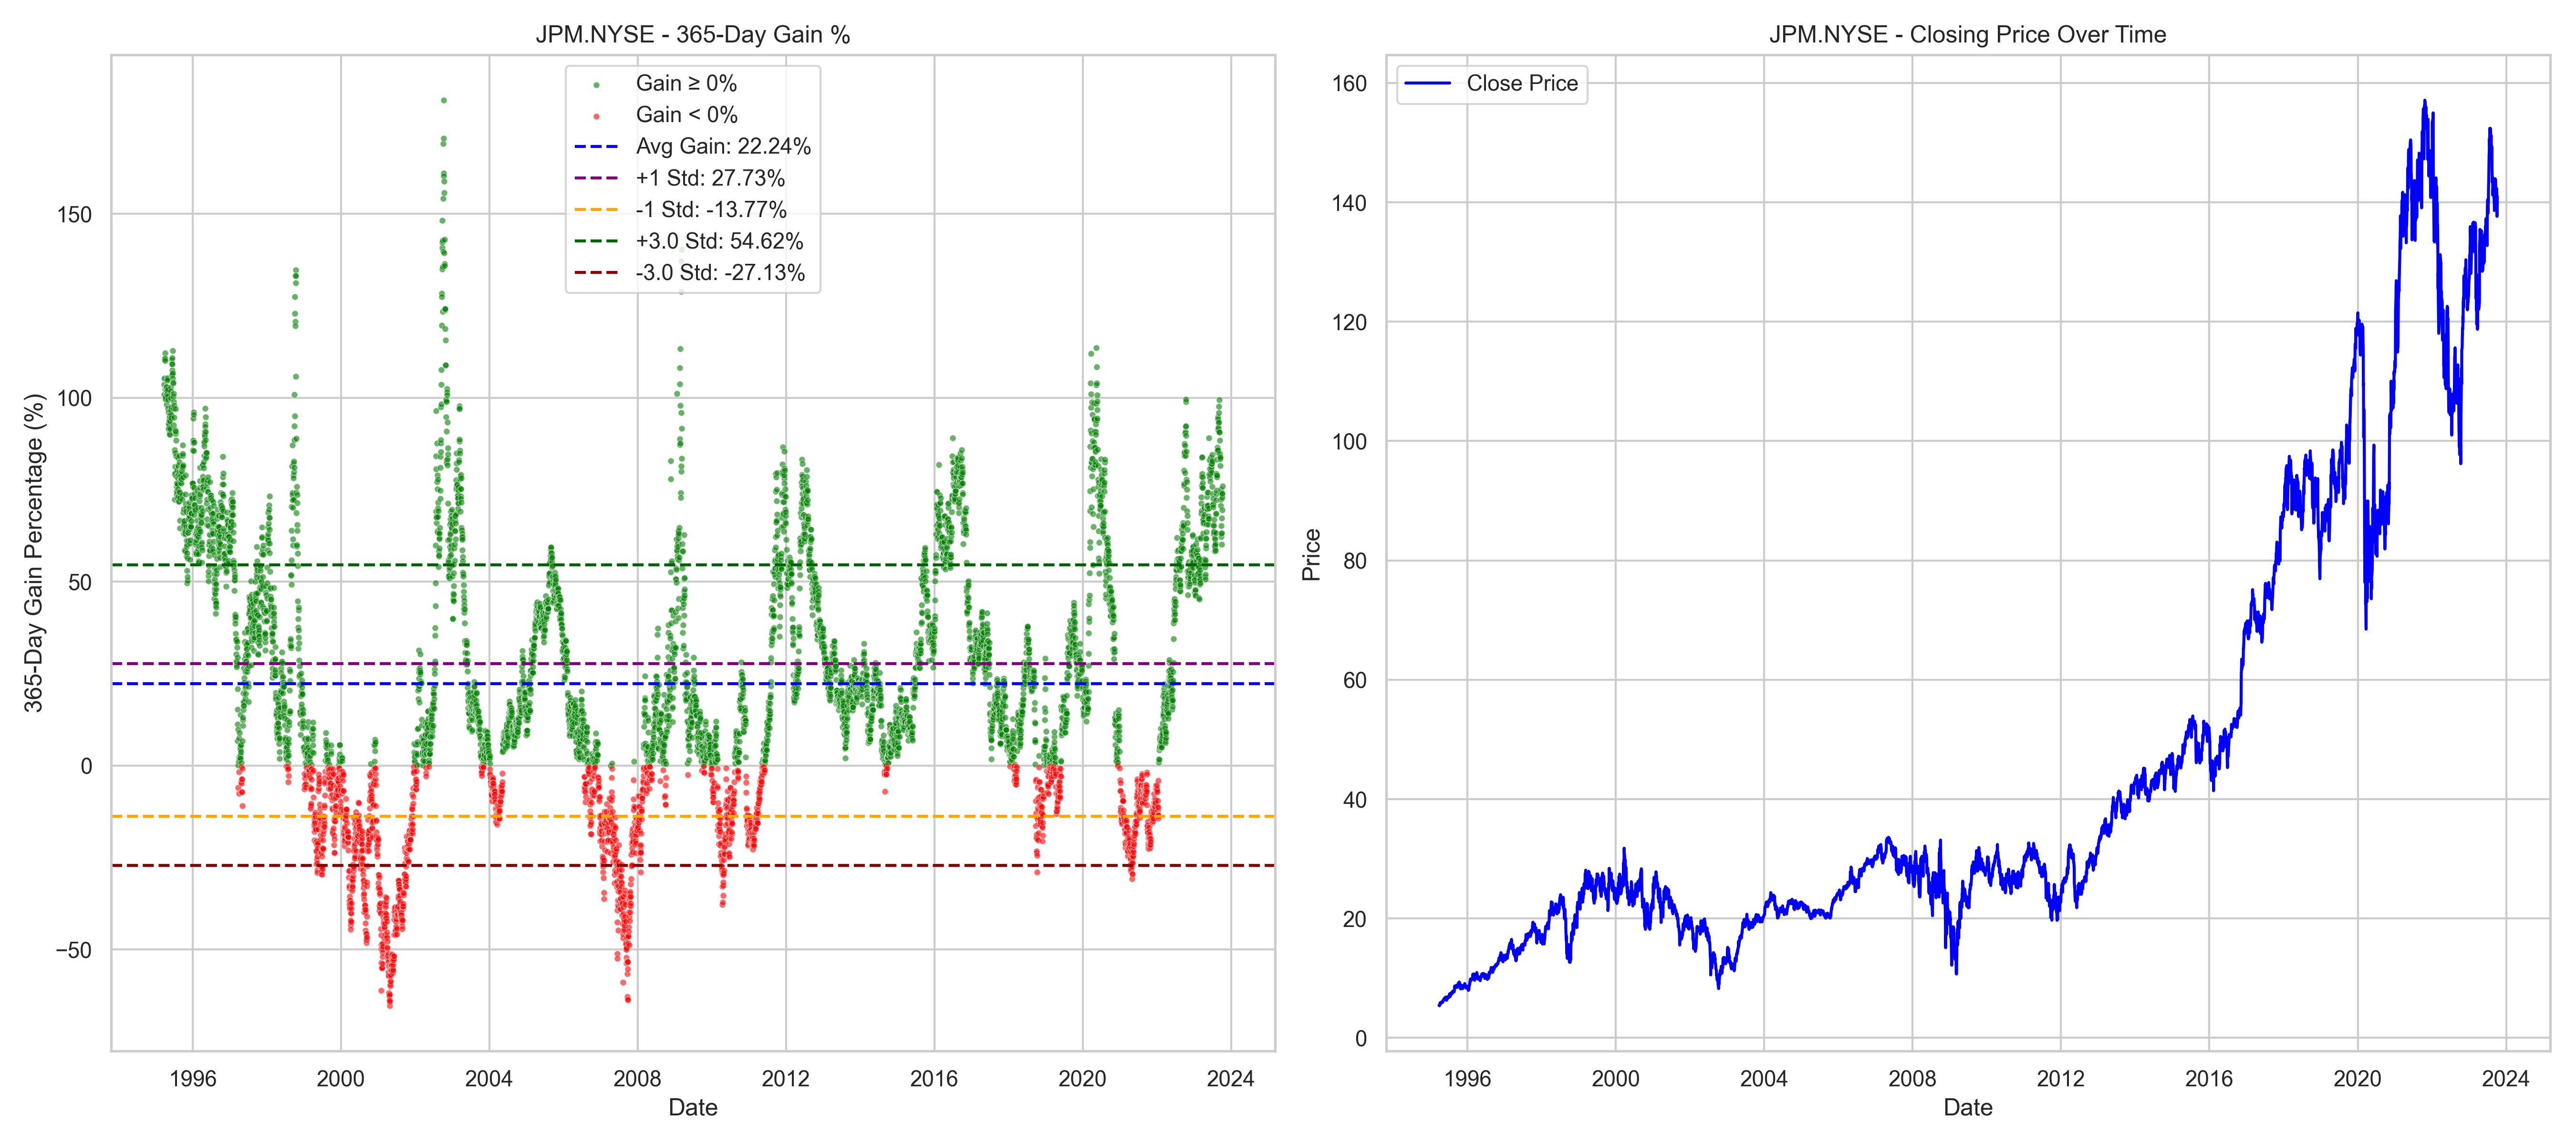 JPM.NYSE - 365-Day Gain %
Gain ≥ 0%
Gain < 0%
Avg Gain: 22.24%
+1 Std: 27.73%
-1 Std: -13.77%
+3.0 Std: 54.62%
-3.0 Std: -27.13%
365-Day Gain Percentage (%)
150
100
50
0
−50
1996 2000 2004 2008 2012 2016 2020 2024
Date
JPM.NYSE - Closing Price Over Time
Close Price
Price
160
140
120
100
80
60
40
20
0
1996 2000 2004 2008 2012 2016 2020 2024
Date